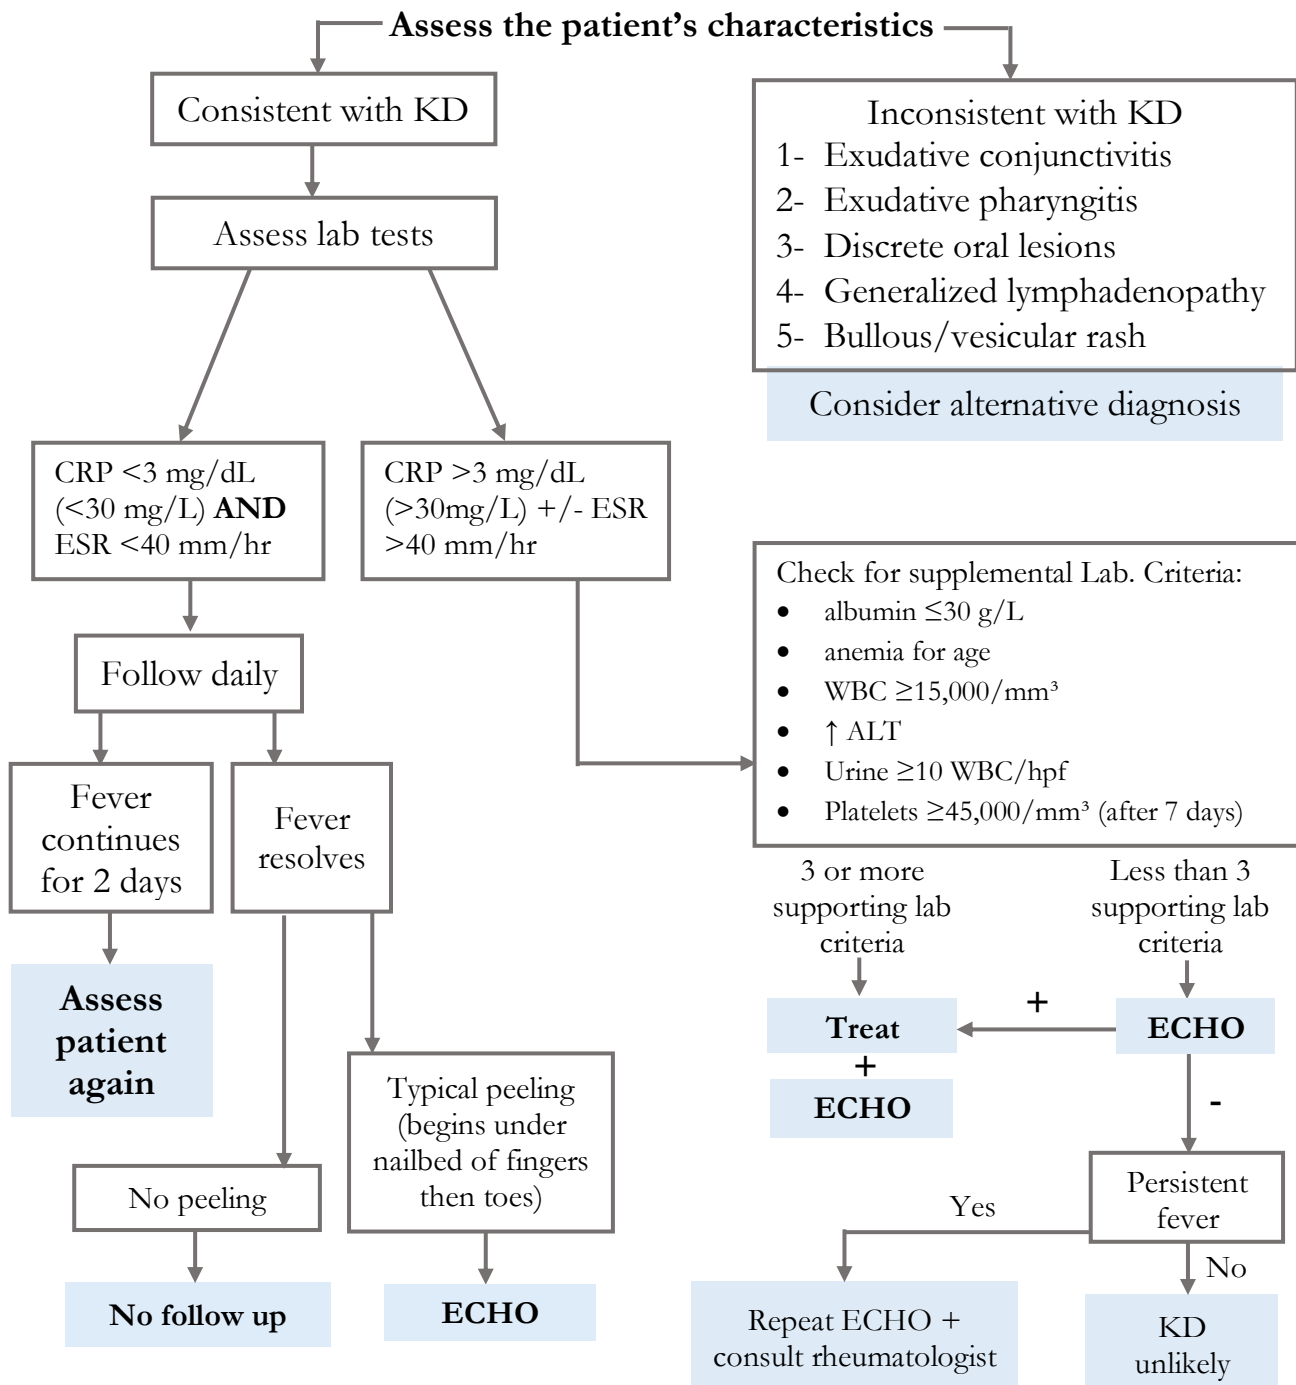 Assess the patient's characteristics
Consistent with KD
Assess lab tests
Inconsistent with KD
1- Exudative conjunctivitis
2- Exudative pharyngitis
3- Discrete oral lesions
4- Generalized lymphadenopathy
5- Bullous/vesicular rash
Consider alternative diagnosis
CRP <3 mg/dL
(<30 mg/L) AND
ESR <40 mm/hr
CRP >3 mg/dL
(>30mg/L) +/- ESR
>40 mm/hr
Follow daily
Fever
continues
for 2 days
Fever
resolves
Assess
patient
again
No peeling
No follow up
Typical peeling
(begins under
nailbed of fingers
then toes)
ECHO
Check for supplemental Lab. Criteria:
• albumin ≤30 g/L
• anemia for age
• WBC ≥15,000/mm³
• ↑ ALT
• Urine ≥10 WBC/hpf
• Platelets ≥45,000/mm³ (after 7 days)
3 or more
supporting lab
criteria
Less than 3
supporting lab
criteria
Treat
+
ECHO
+
ECHO
-
Persistent
fever
Yes
No
Repeat ECHO +
consult rheumatologist
KD
unlikely